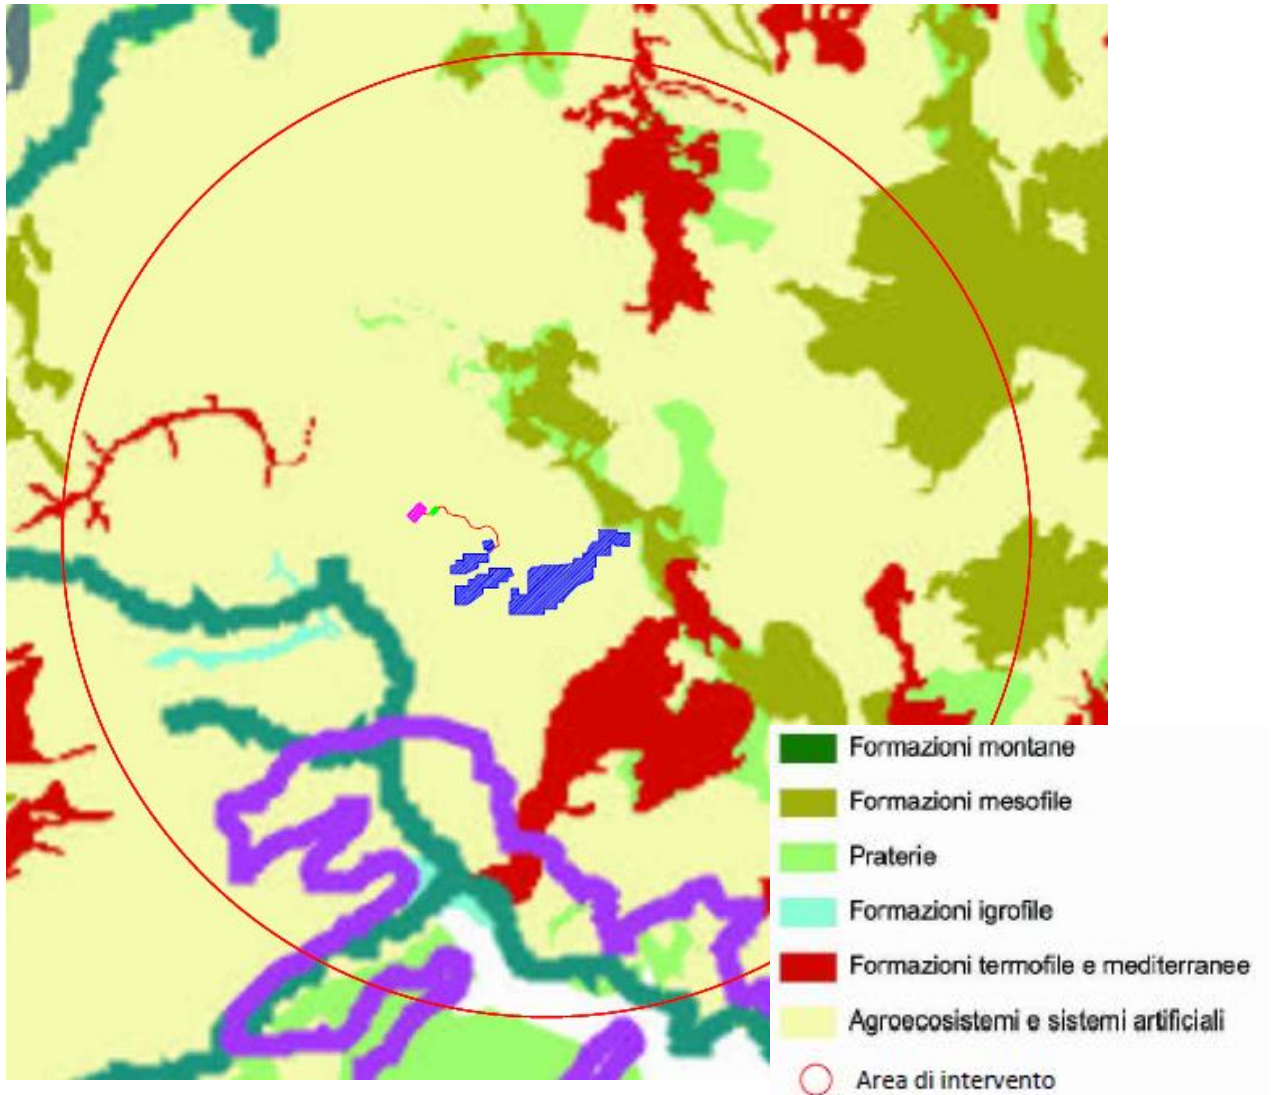 Formazioni montane
Formazioni mesofile
Praterie
Formazioni igrofile
Formazioni termofile e mediterranee
Agroecosistemi e sistemi artificiali
Area di intervento